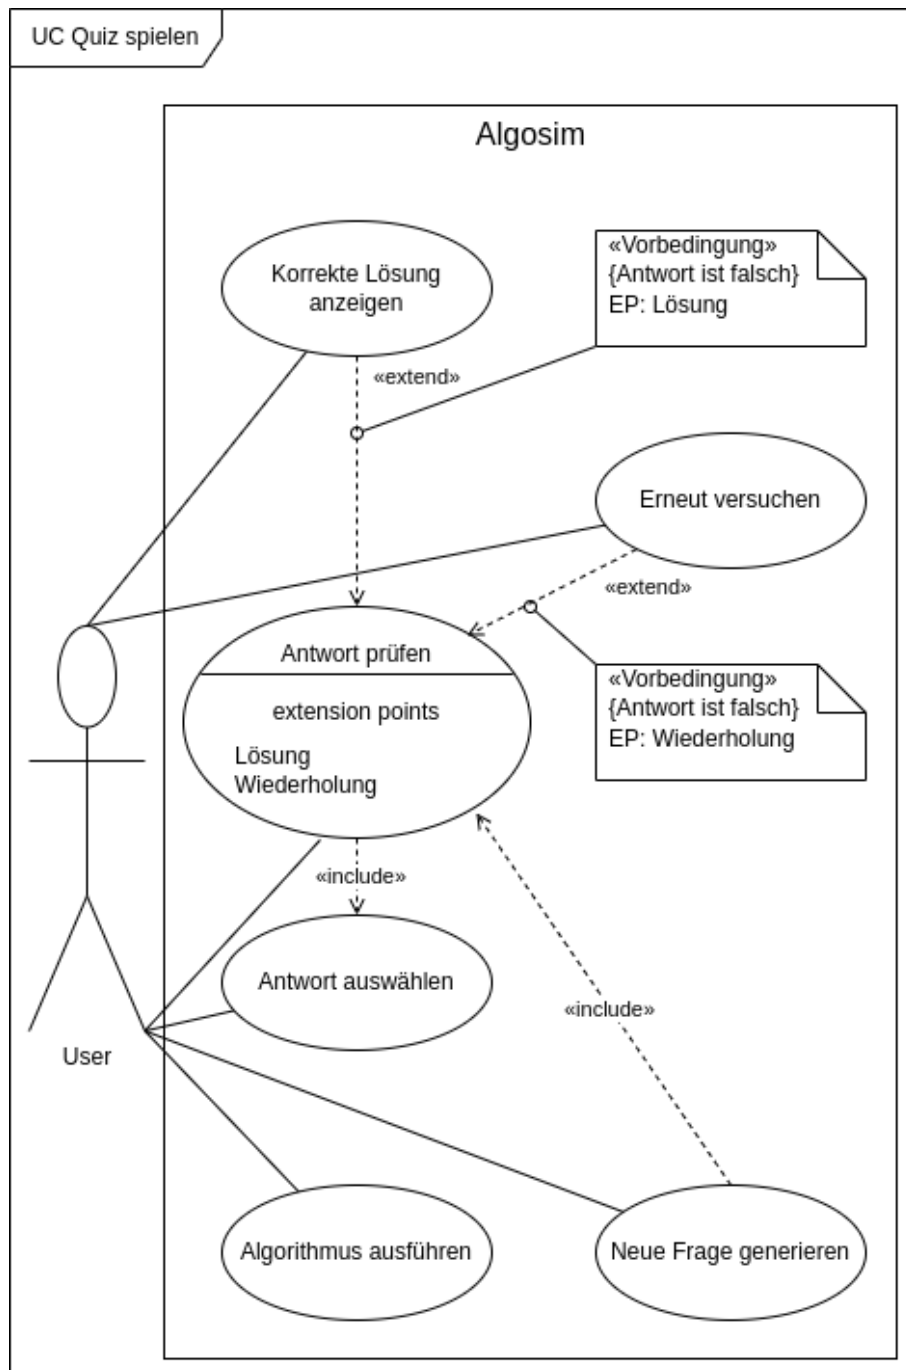 UC Quiz spielen
Algosim
Korrekte Lösung
anzeigen
«Vorbedingung»
{Antwort ist falsch}
EP: Lösung
«extend»
Erneut versuchen
«extend»
Antwort prüfen
extension points
Lösung
Wiederholung
«Vorbedingung»
{Antwort ist falsch}
EP: Wiederholung
«include»
Antwort auswählen
«include»
User
Algorithmus ausführen
Neue Frage generieren